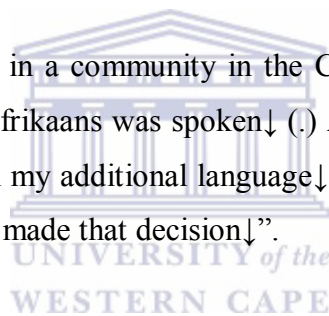 in a community in the C
frikaans was spoken↓ (.)
my additional language↓
made that decision↓”.
UNIVERSITY of the
WESTERN CAPE